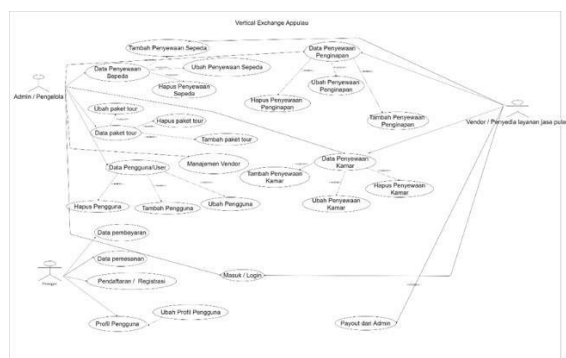 Vertical Exchange Appulau
Tambah Penyewaan Sepeda
Data Penyewaan
Penginapan
Data Penyewaan
Sepeda
Ubah Penyewaan Sepeda
Ubah Penyewaan
Penginapan
Hapus Penyewaan
Sepeda
Admin / Pengelola
Hapus Penyewaan
Penginapan
Ubah paket tour
Hapus paket tour
Tambah Penyewaan
Penginapan
Vendor / Penyedia layanan jasa pulau
Data paket tour
Tambah paket tour
Data Pengguna/User
Manajemen Vendor
Data Penyewaan
Kamar
Tambah Penyewaan
Kamar
Hapus Penyewaan
Kamar
Ubah Penyewaan
Kamar
Hapus Pengguna
Tambah Pengguna
Ubah Pengguna
Data pembayaran
Data pemesanan
Masuk / Login
Pendaftaran / Registrasi
Ubah Profil Pengguna
Profil Pengguna
Payout dari Admin